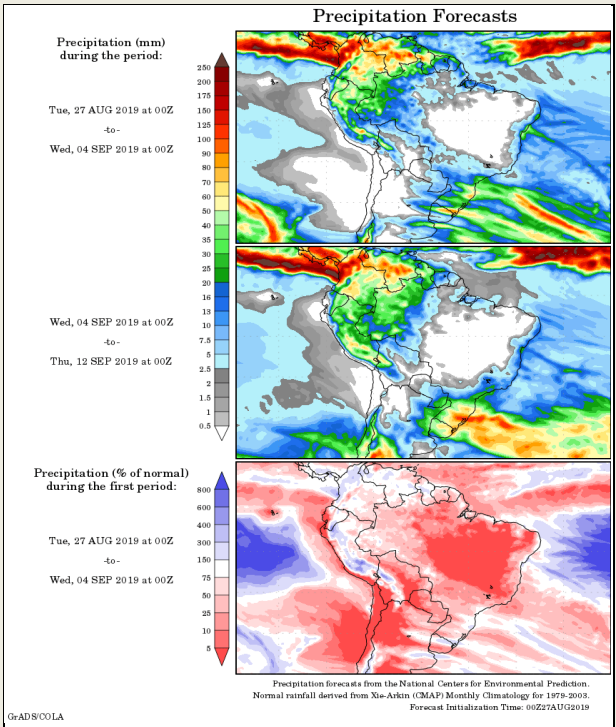 Precipitation Forecasts
Precipitation (mm)
during the period:
Tue, 27 AUG 2019 at 00Z
-to-
Wed, 04 SEP 2019 at 00Z
250
200
175
150
125
100
90
80
70
60
50
40
35
30
25
20
16
13
10
7.5
5
2.5
2
1.5
1
0.5
Wed, 04 SEP 2019 at 00Z
-to-
Thu, 12 SEP 2019 at 00Z
Precipitation (% of normal)
during the first period:
Tue, 27 AUG 2019 at 00Z
-to-
Wed, 04 SEP 2019 at 00Z
800
600
400
300
150
75
50
25
10
5
Precipitation forecasts from the National Centers for Environmental Prediction.
Normal rainfall derived from Xie-Arkin (CMAP) Monthly Climatology for 1979-2003.
Forecast Initialization Time: 00Z27AUG2019
GrADS/COLA